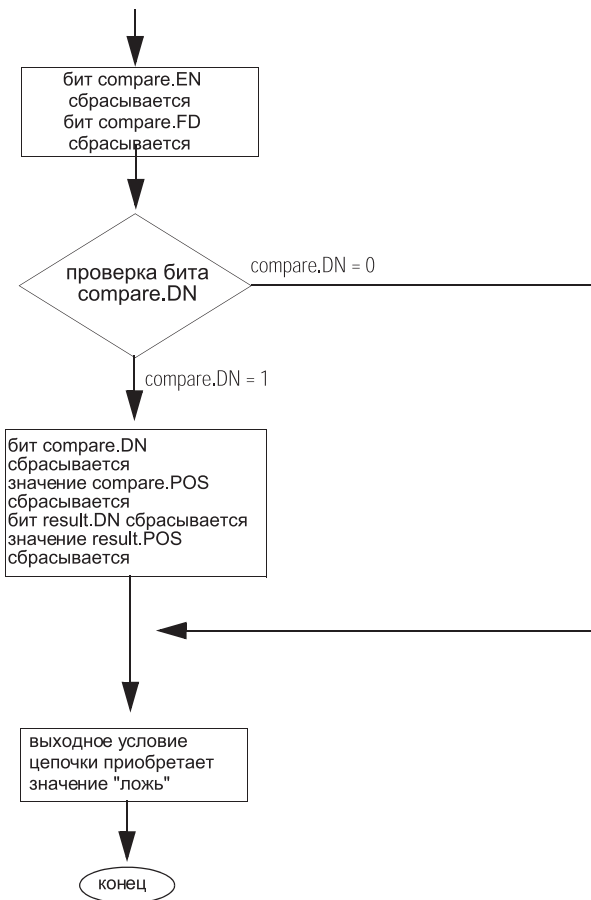 бит compare.EN
сбрасывается
бит compare.FD
сбрасывается
проверка бита
compare.DN
compare.DN = 0
compare.DN = 1
бит compare.DN
сбрасывается
значение compare.POS
сбрасывается
бит result.DN сбрасывается
значение result.POS
сбрасывается
выходное условие
цепочки приобретает
значение "ложь"
конец